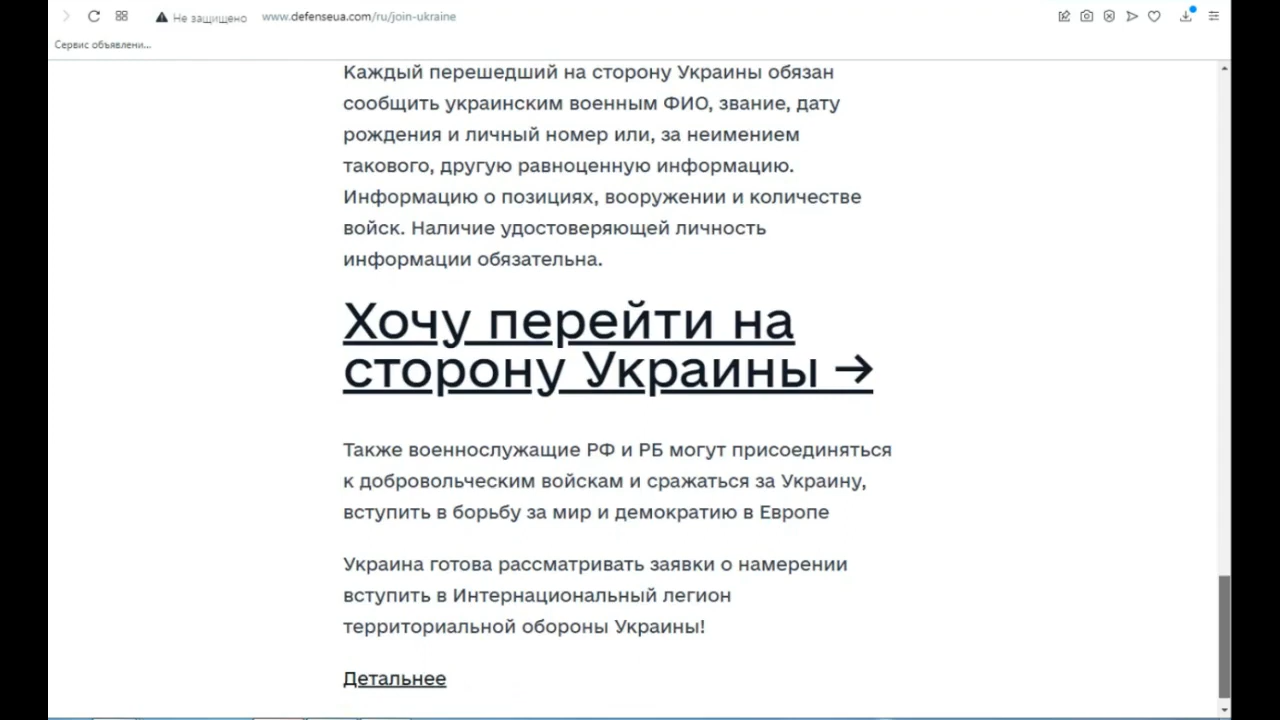 Не защищено
www.defenseua.com/ru/join-ukraine
Сервис объявлени...
Каждый перешедший на сторону Украины обязан
сообщить украинским военным ФИО, звание, дату
рождения и личный номер или, за неимением
такового, другую равноценную информацию.
Информацию о позициях, вооружении и количестве
войск. Наличие удостоверяющей личность
информации обязательна.
Хочу перейти на
сторону Украины →
Также военнослужащие РФ и РБ могут присоединяться
к добровольческим войскам и сражаться за Украину,
вступить в борьбу за мир и демократию в Европе
Украина готова рассматривать заявки о намерении
вступить в Интернациональный легион
территориальной обороны Украины!
Детальнее